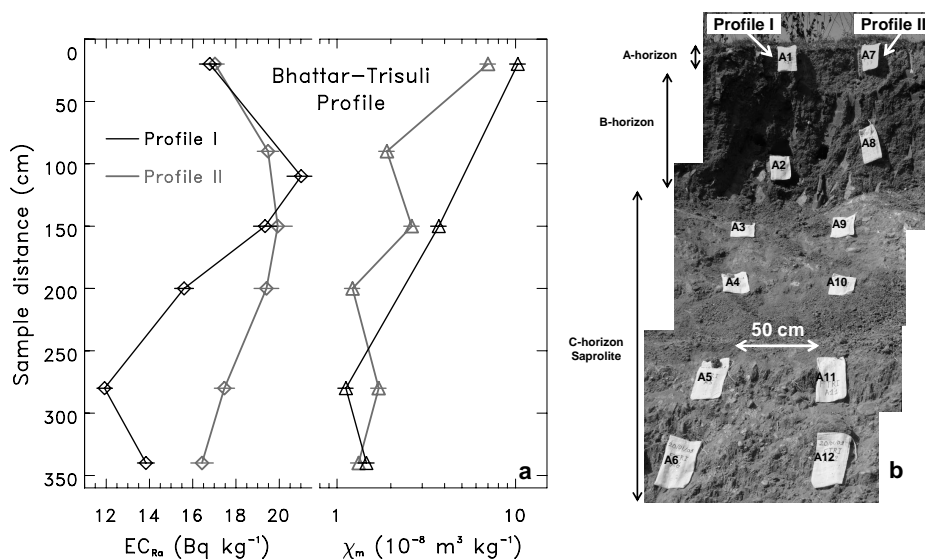 Bhattar-Trisuli
Profile
Profile I
Profile II
Sample distance (cm)
0
50
100
150
200
250
300
350
12 14 16 18 20
EC_Ra (Bq kg⁻¹)
1 10
χ_m (10⁻⁸ m³ kg⁻¹)
a
Profile I Profile II
A-horizon
B-horizon
C-horizon
Saprolite
A1 A7
A2 A8
A3 A9
A4 A10
50 cm
A5 A11
A6 A12
b